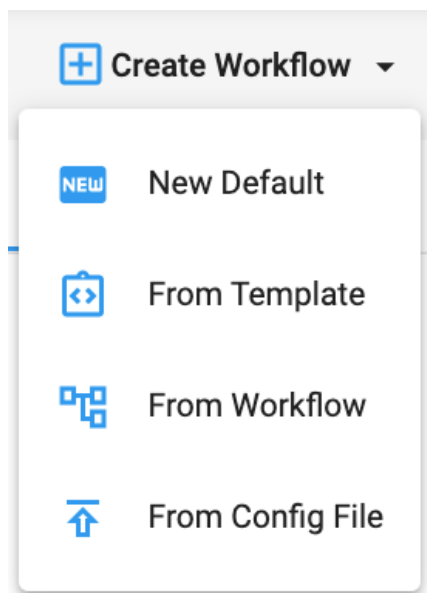 Create Workflow
NEW New Default
From Template
From Workflow
From Config File